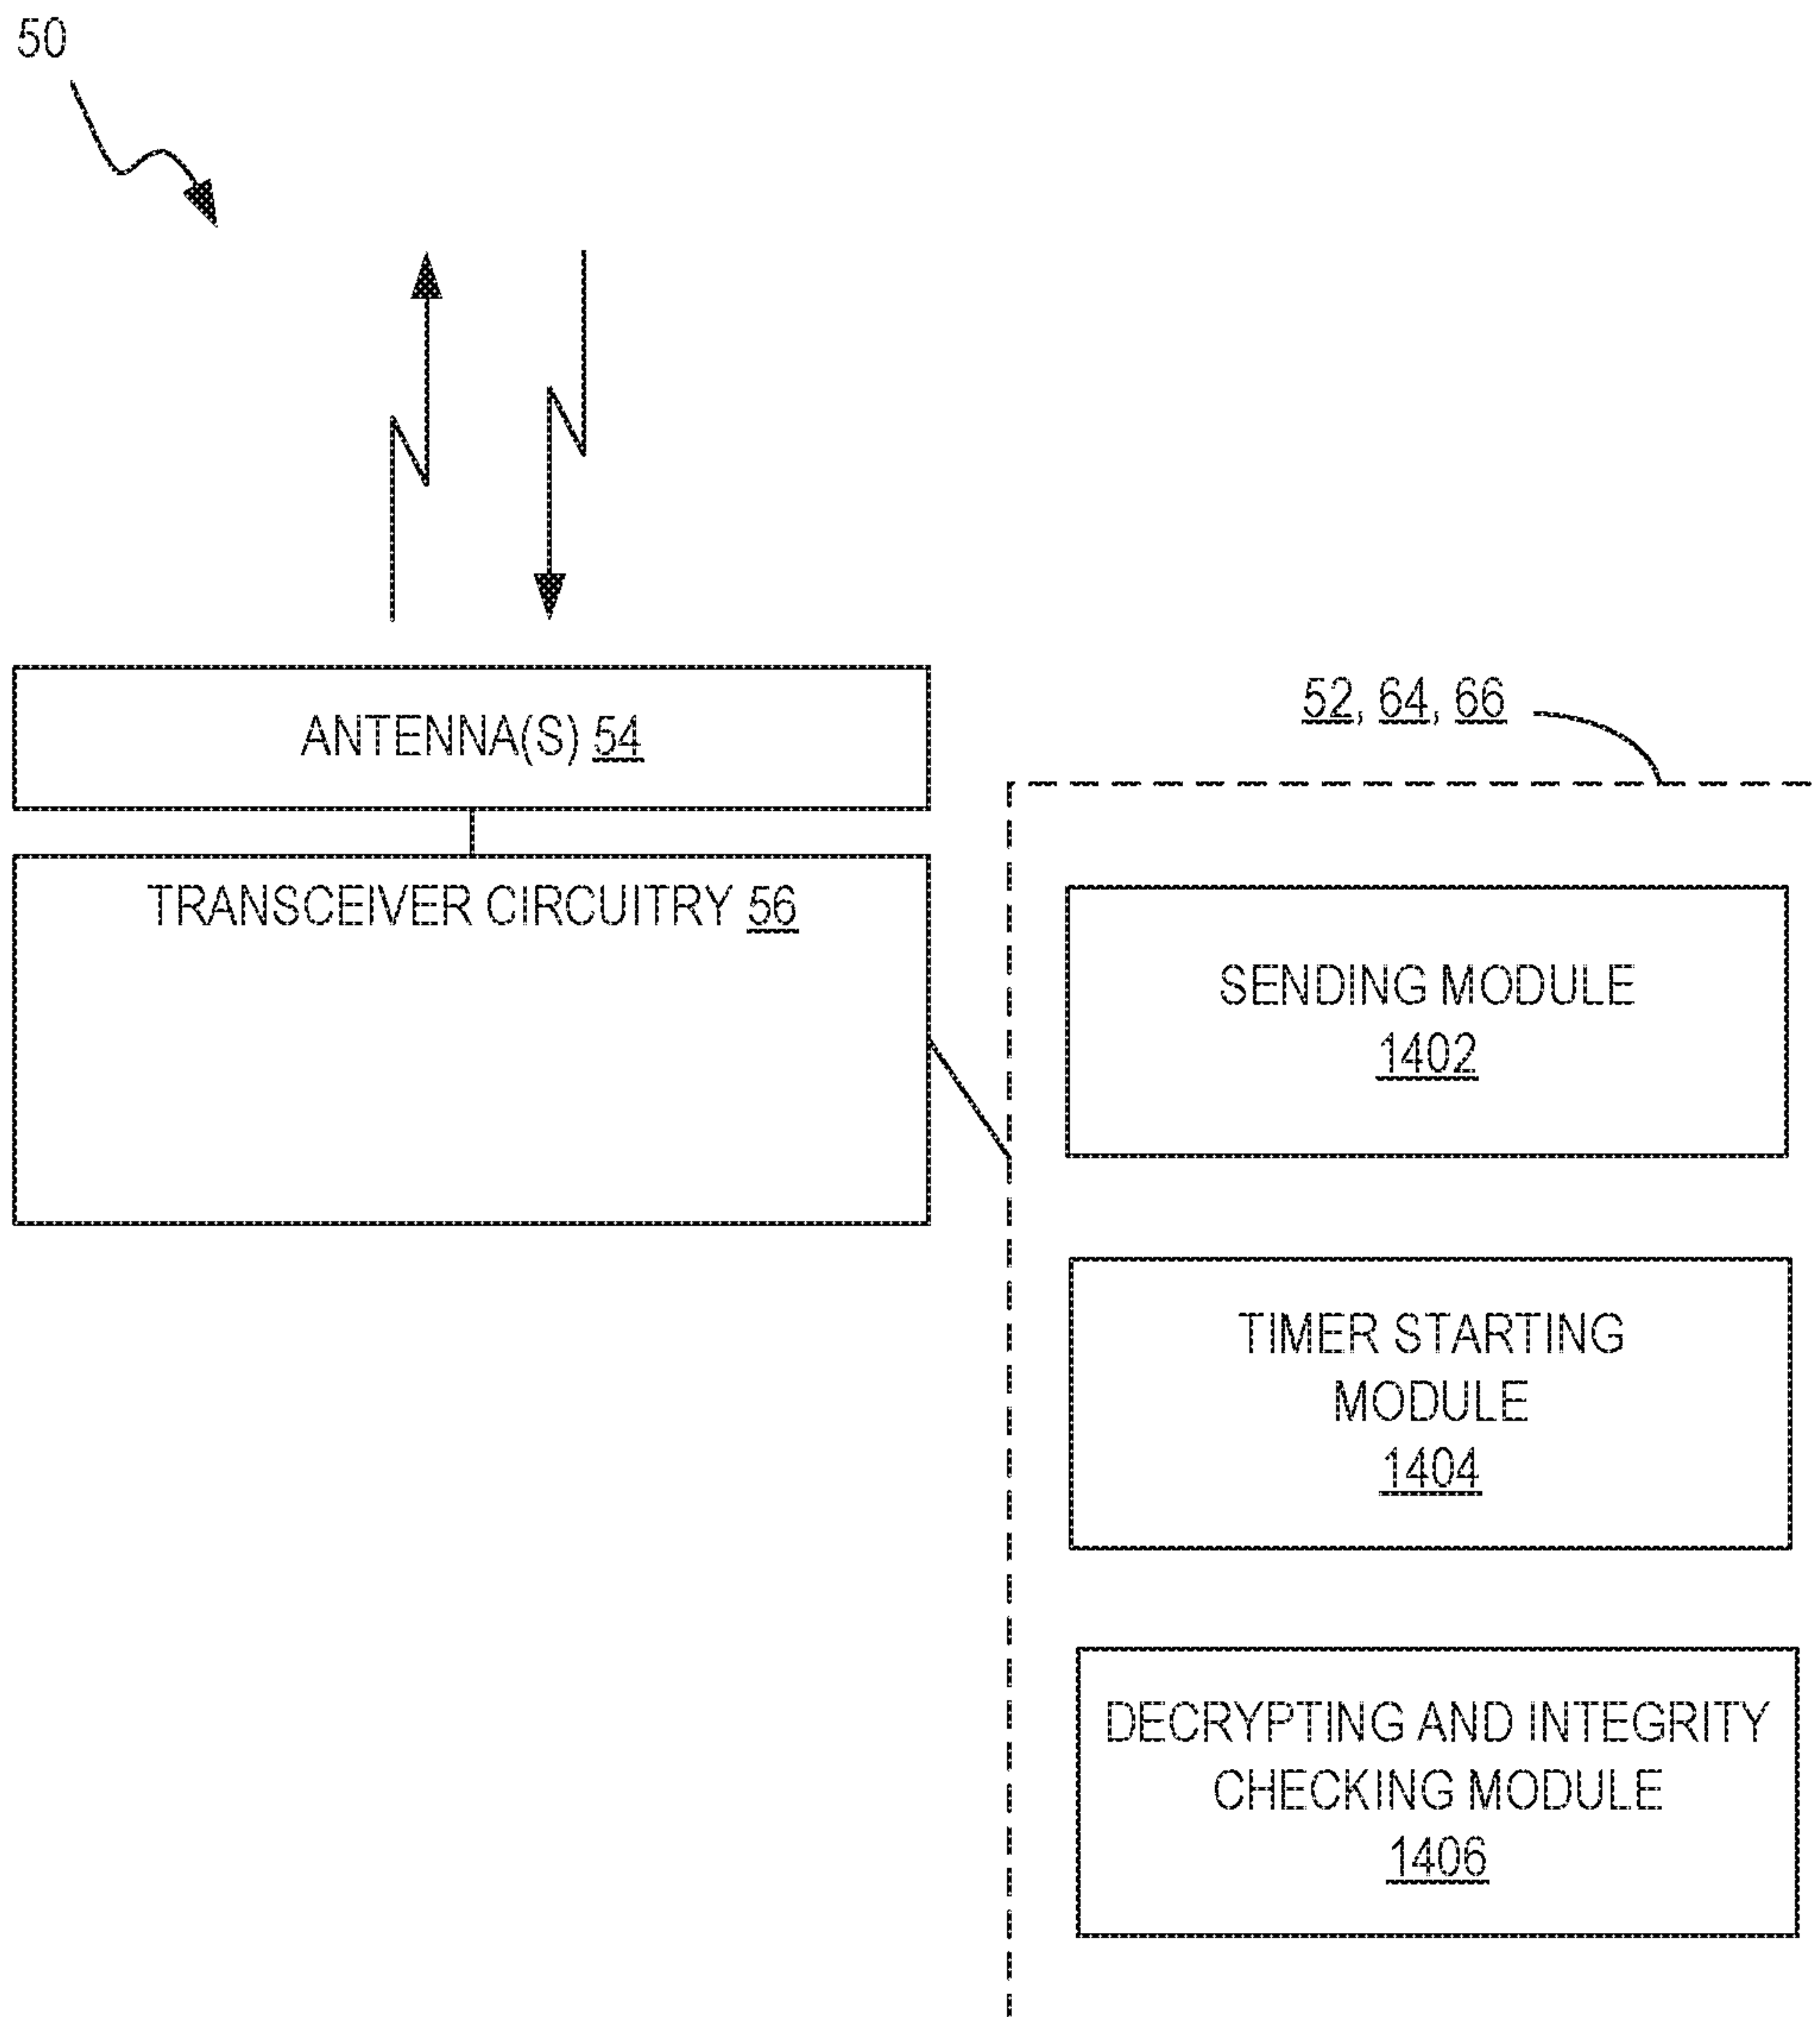 50
ANTENNA(S) 54
52, 64, 66
TRANSCEIVER CIRCUITRY 56
SENDING MODULE
1402
TIMER STARTING
MODULE
1404
DECRYPTING AND INTEGRITY
CHECKING MODULE
1406